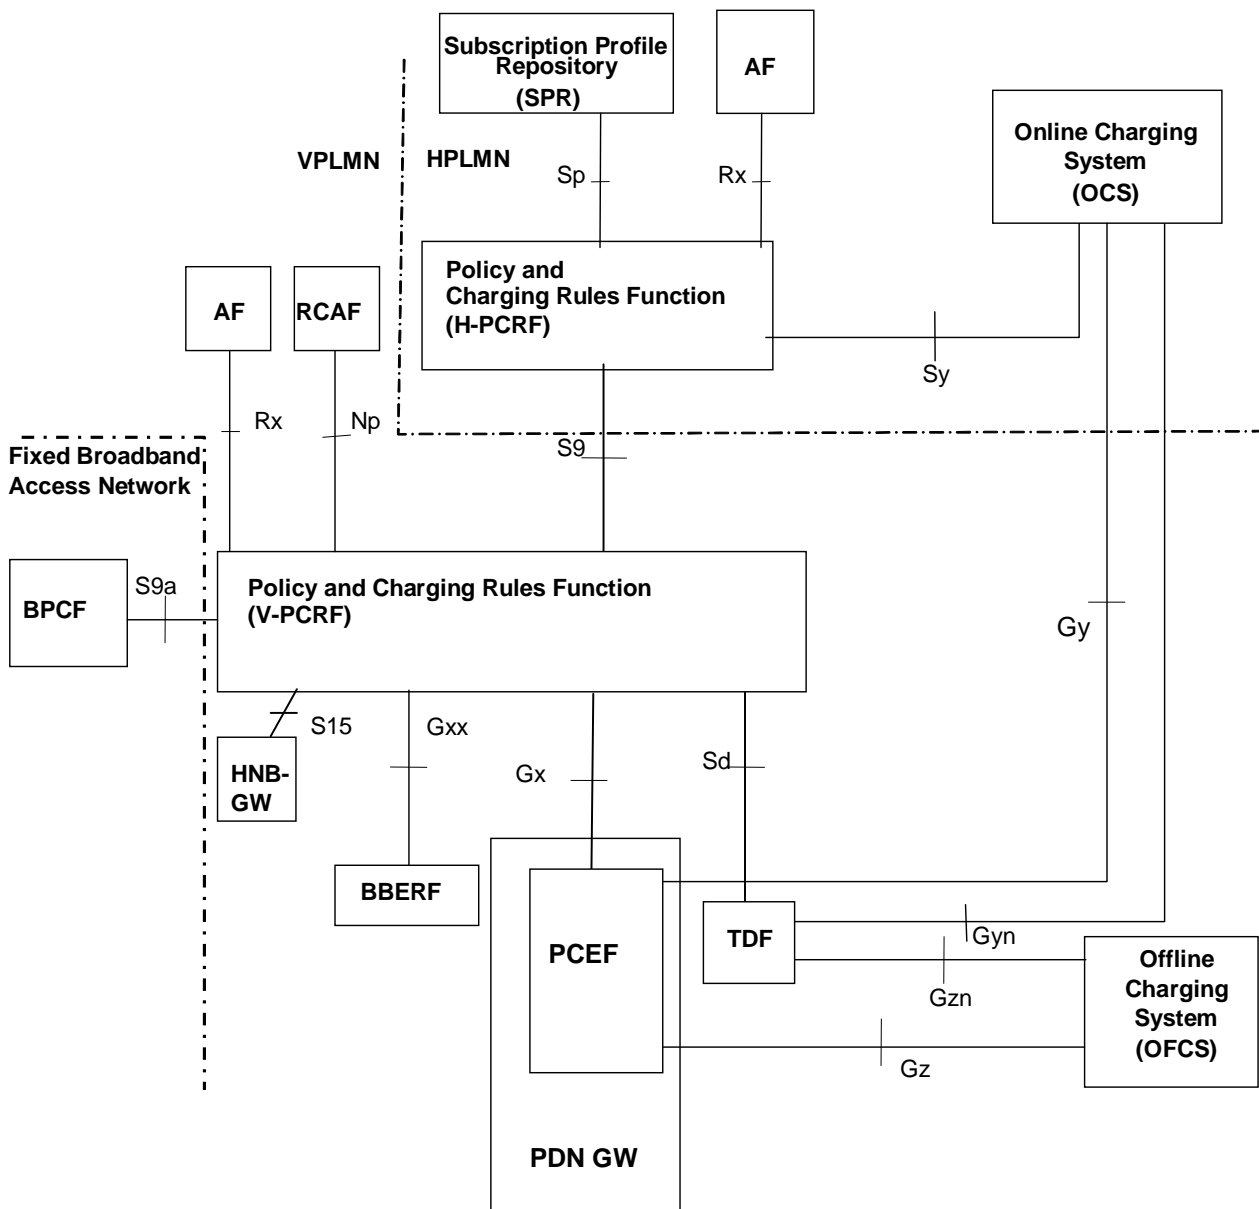 Subscription Profile
Repository
(SPR)
AF
Online Charging
System
(OCS)
VPLMN
HPLMN
Sp
Rx
Policy and
Charging Rules Function
(H-PCRF)
AF
RCAF
Sy
Rx
Np
S9
Fixed Broadband
Access Network
BPCF
S9a
Policy and Charging Rules Function
(V-PCRF)
Gy
S15
Gxx
Gx
Sd
HNB-
GW
BBERF
PCEF
TDF
Gyn
Gzn
Offline
Charging
System
(OFCS)
Gz
PDN GW